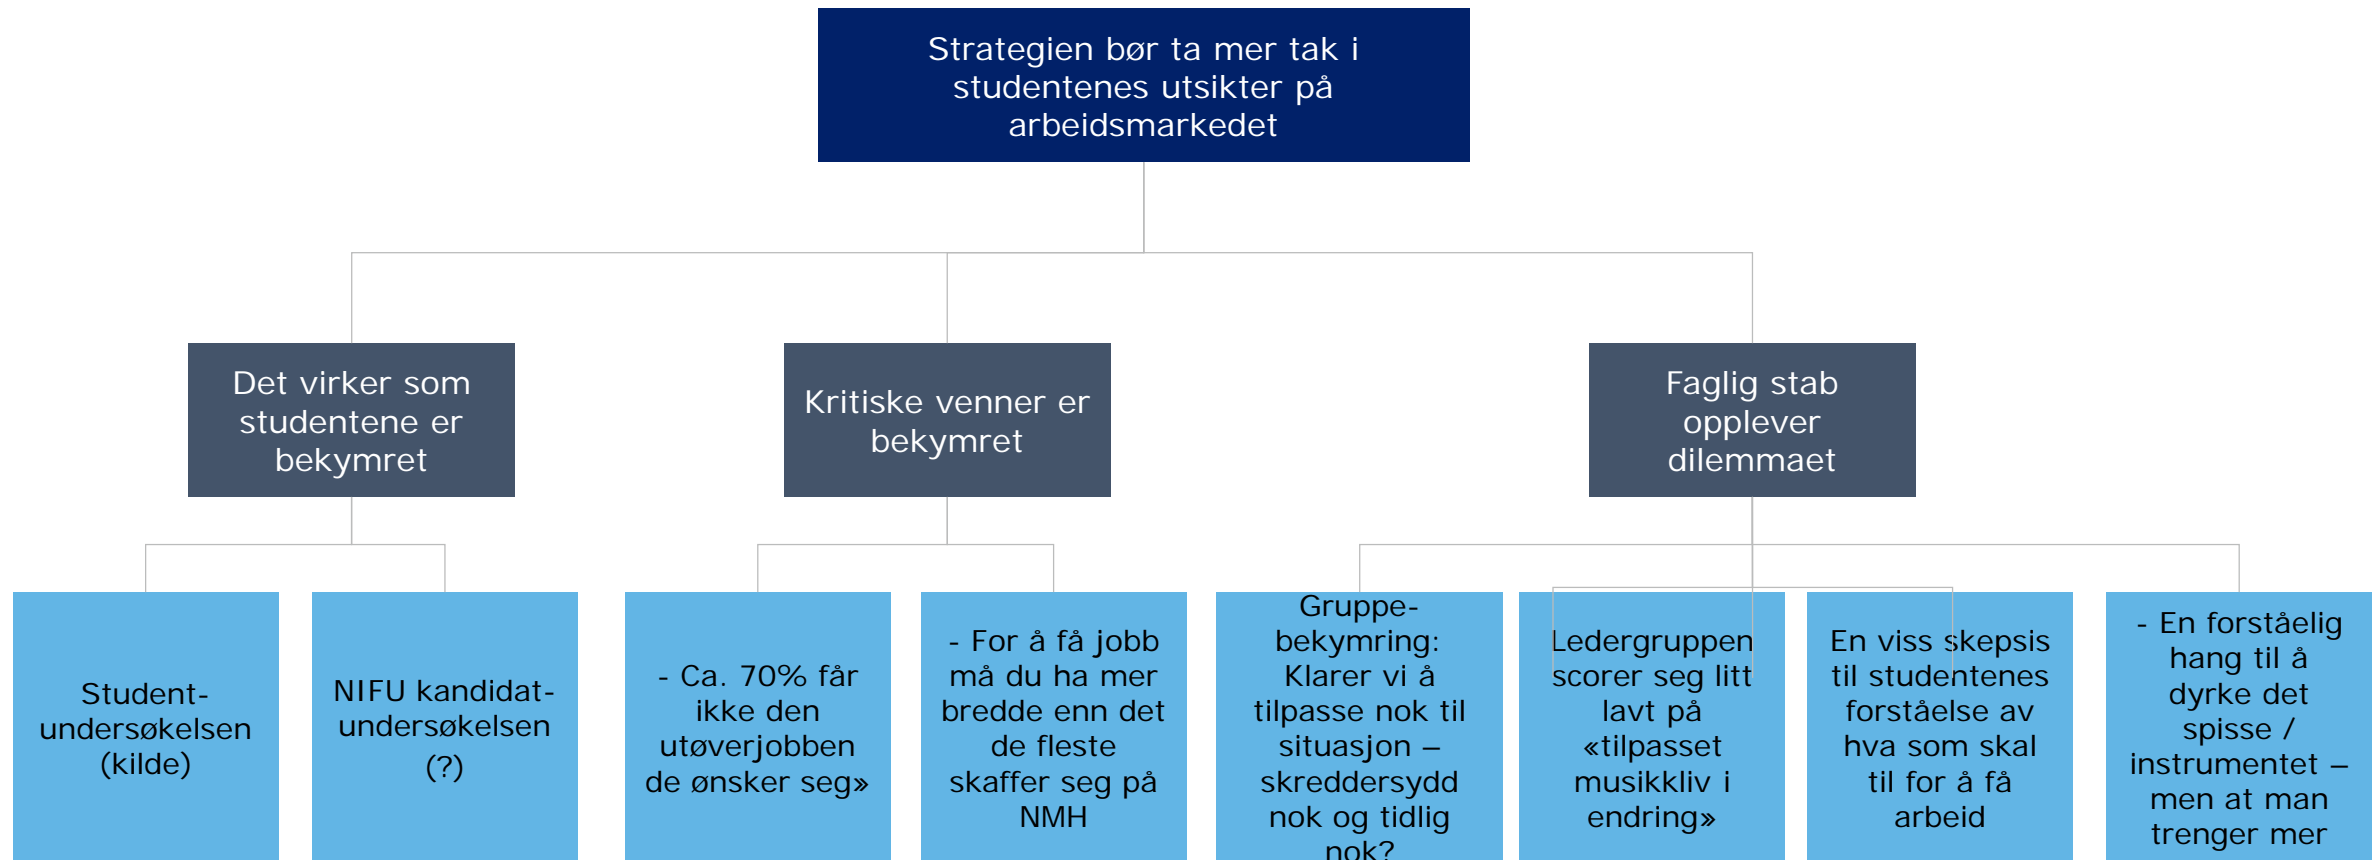 Strategien bør ta mer tak i
studentenes utsikter på
arbeidsmarkedet
Det virker som
studentene er
bekymret
Kritiske venner er
bekymret
Faglig stab
opplever
dilemmaet
Student-
undersøkelsen
(kilde)
NIFU kandidat-
undersøkelsen
(?)
- Ca. 70% får
ikke den
utøverjobben
de ønsker seg»
- For å få jobb
må du ha mer
bredde enn det
de fleste
skaffer seg på
NMH
Gruppe-
bekymring:
Klarer vi å
tilpasse nok til
situasjon –
skreddersydd
nok og tidlig
nok?
Ledergruppen
scorer seg litt
lavt på
«tilpasset
musikkliv i
endring»
En viss skepsis
til studentenes
forståelse av
hva som skal
til for å få
arbeid
- En forståelig
hang til å
dyrke det
spisse /
instrumentet –
men at man
trenger mer